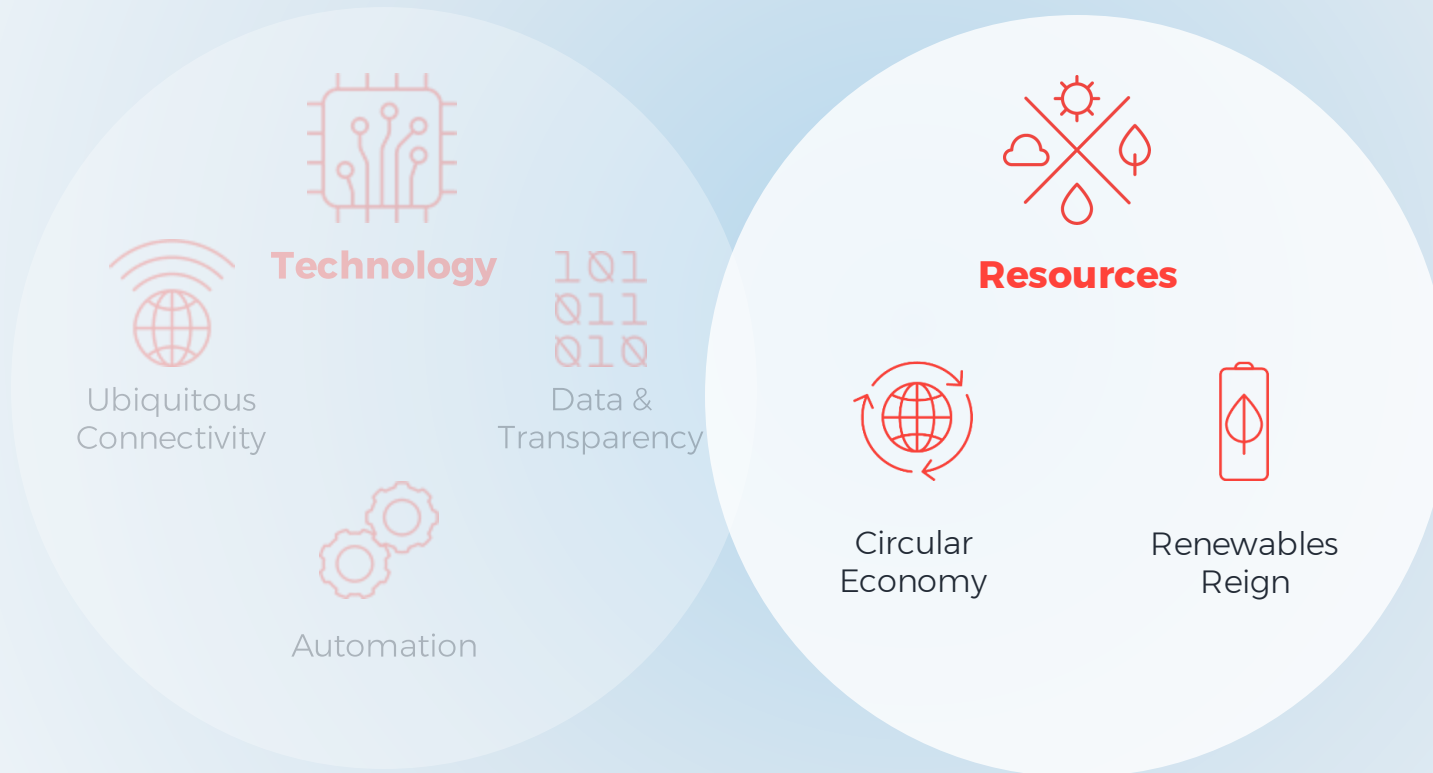 Technology
Ubiquitous
Connectivity
101
011
010
Data &
Transparency
Automation
Resources
Circular
Economy
Renewables
Reign